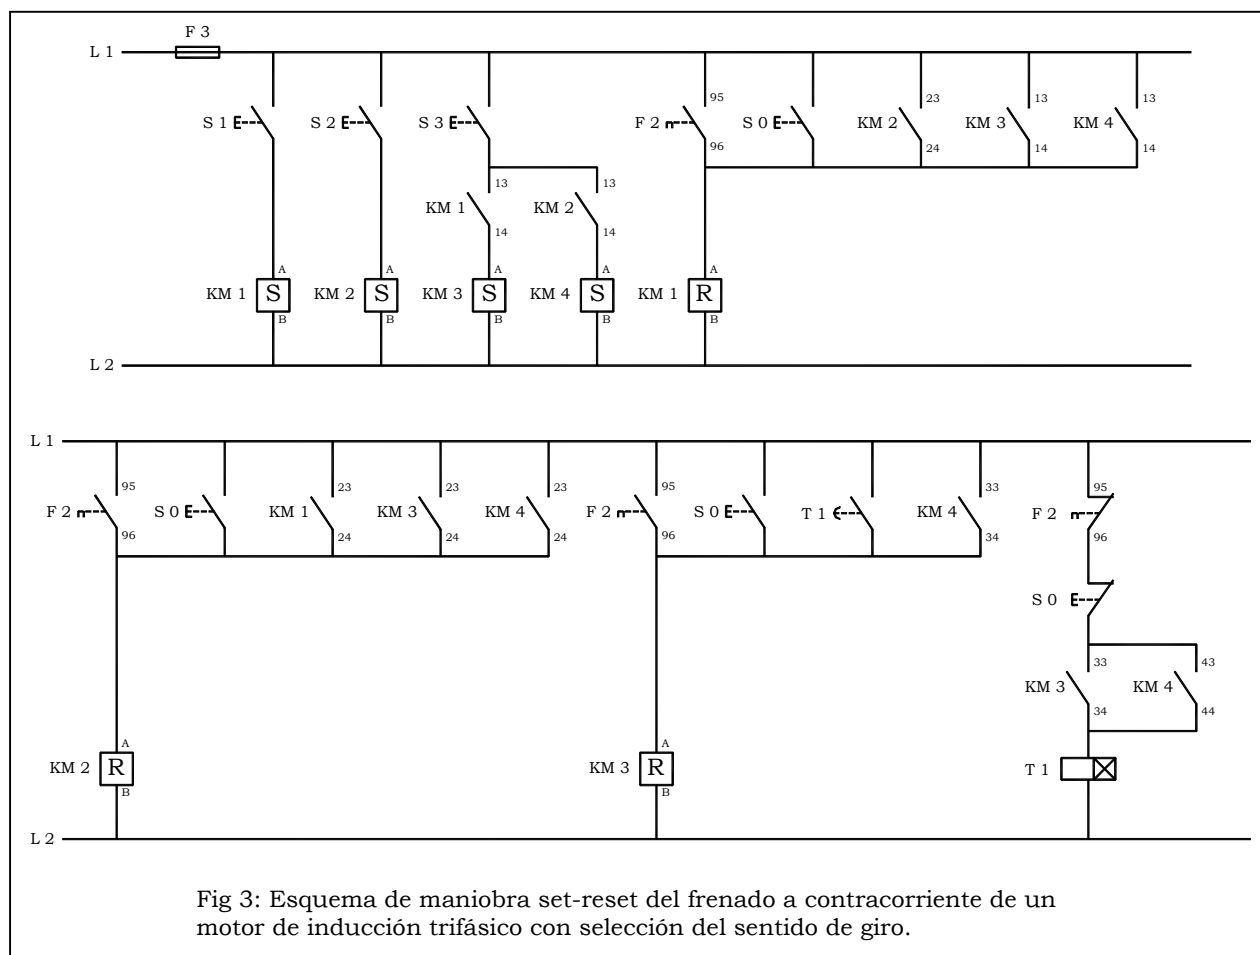 F 3
L 1
S 1 S 2 S 3 F 2 95 96 S 0 KM 2 23 24 KM 3 13 14 KM 4 13 14
KM 1 13 14 KM 2 13 14
KM 1 S A B KM 2 S A B KM 3 S A B KM 4 S A B KM 1 R A B
L 2
L 1
F 2 95 96 S 0 KM 1 23 24 KM 3 23 24 KM 4 23 24 F 2 95 96 S 0 T 1 KM 4 33 34 F 2 95 96
S 0
KM 3 33 34 KM 4 43 44
KM 2 R A B KM 3 R A B T 1
L 2
Fig 3: Esquema de maniobra set-reset del frenado a contracorriente de un
motor de inducción trifásico con selección del sentido de giro.